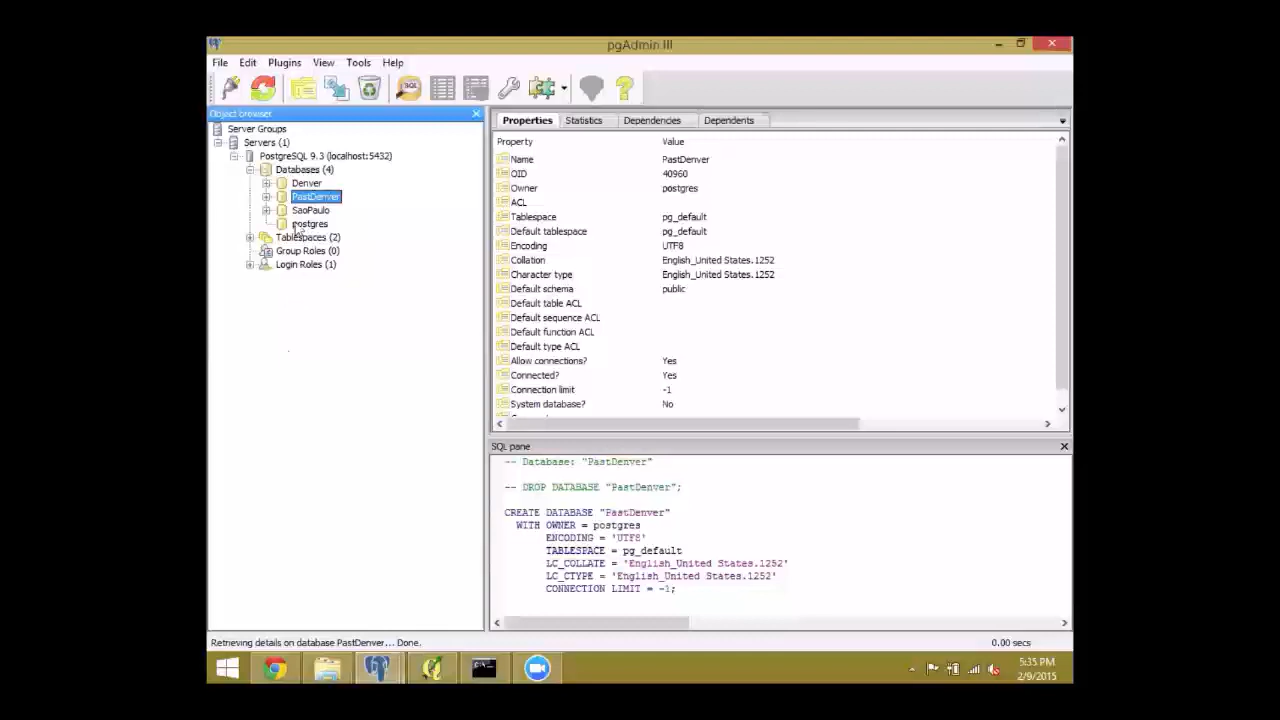 pgAdmin III
File Edit Plugins View Tools Help
SQL
Object browser
Server Groups
Servers (1)
PostgreSQL 9.3 (localhost:5432)
Databases (4)
Denver
PastDenver
SaoPaulo
postgres
Tablespaces (2)
Group Roles (0)
Login Roles (1)
Properties Statistics Dependencies Dependents
Property Value
Name PastDenver
OID 40960
Owner postgres
ACL
Tablespace pg_default
Default tablespace pg_default
Encoding UTF8
Collation English_United States.1252
Character type English_United States.1252
Default schema public
Default table ACL
Default sequence ACL
Default function ACL
Default type ACL
Allow connections? Yes
Connected? Yes
Connection limit -1
System database? No
SQL pane
-- Database: "PastDenver"
-- DROP DATABASE "PastDenver";
CREATE DATABASE "PastDenver"
WITH OWNER = postgres
ENCODING = 'UTF8'
TABLESPACE = pg_default
LC_COLLATE = 'English_United States.1252'
LC_CTYPE = 'English_United States.1252'
CONNECTION LIMIT = -1;
Retrieving details on database PastDenver... Done. 0.00 secs
5:35 PM
2/9/2015